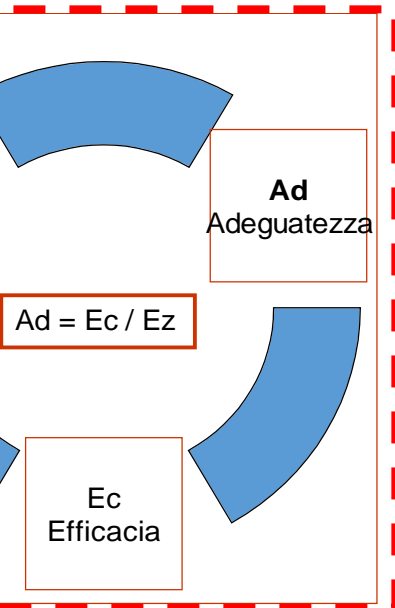 Ad
Adeguatezza
Ad = Ec / Ez
Ec
Efficacia